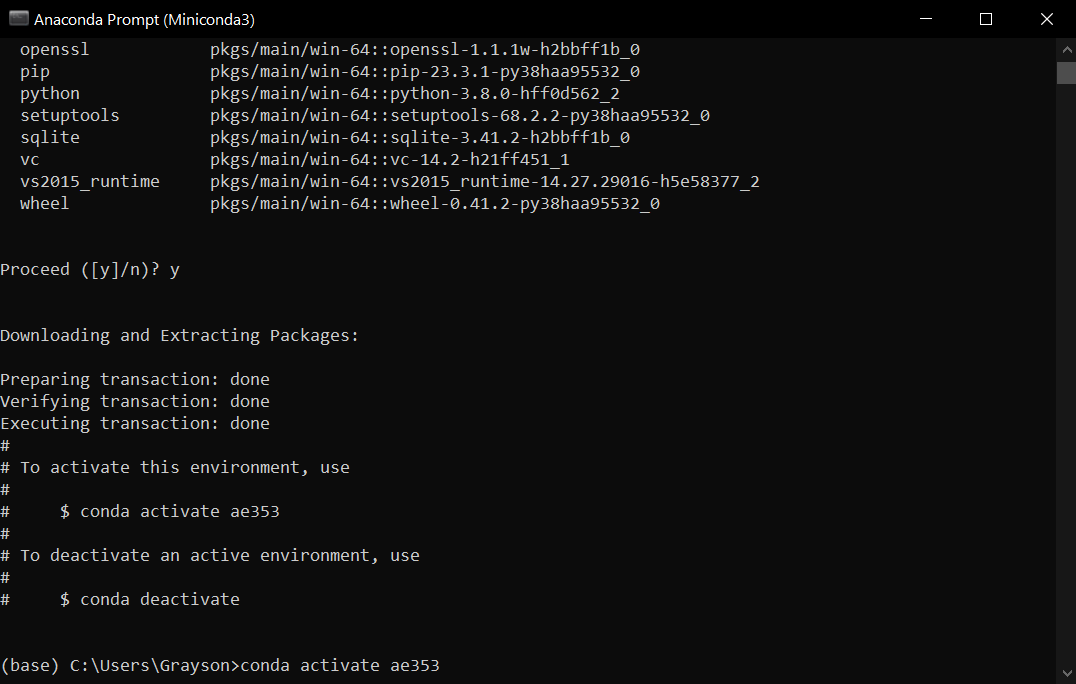 Anaconda Prompt (Miniconda3)
openssl pkgs/main/win-64::openssl-1.1.1w-h2bbff1b_0
pip pkgs/main/win-64::pip-23.3.1-py38haa95532_0
python pkgs/main/win-64::python-3.8.0-hff0d562_2
setuptools pkgs/main/win-64::setuptools-68.2.2-py38haa95532_0
sqlite pkgs/main/win-64::sqlite-3.41.2-h2bbff1b_0
vc pkgs/main/win-64::vc-14.2-h21ff451_1
vs2015_runtime pkgs/main/win-64::vs2015_runtime-14.27.29016-h5e58377_2
wheel pkgs/main/win-64::wheel-0.41.2-py38haa95532_0
Proceed ([y]/n)? y
Downloading and Extracting Packages:
Preparing transaction: done
Verifying transaction: done
Executing transaction: done
#
# To activate this environment, use
#
#     $ conda activate ae353
#
# To deactivate an active environment, use
#
#     $ conda deactivate
(base) C:\Users\Grayson>conda activate ae353